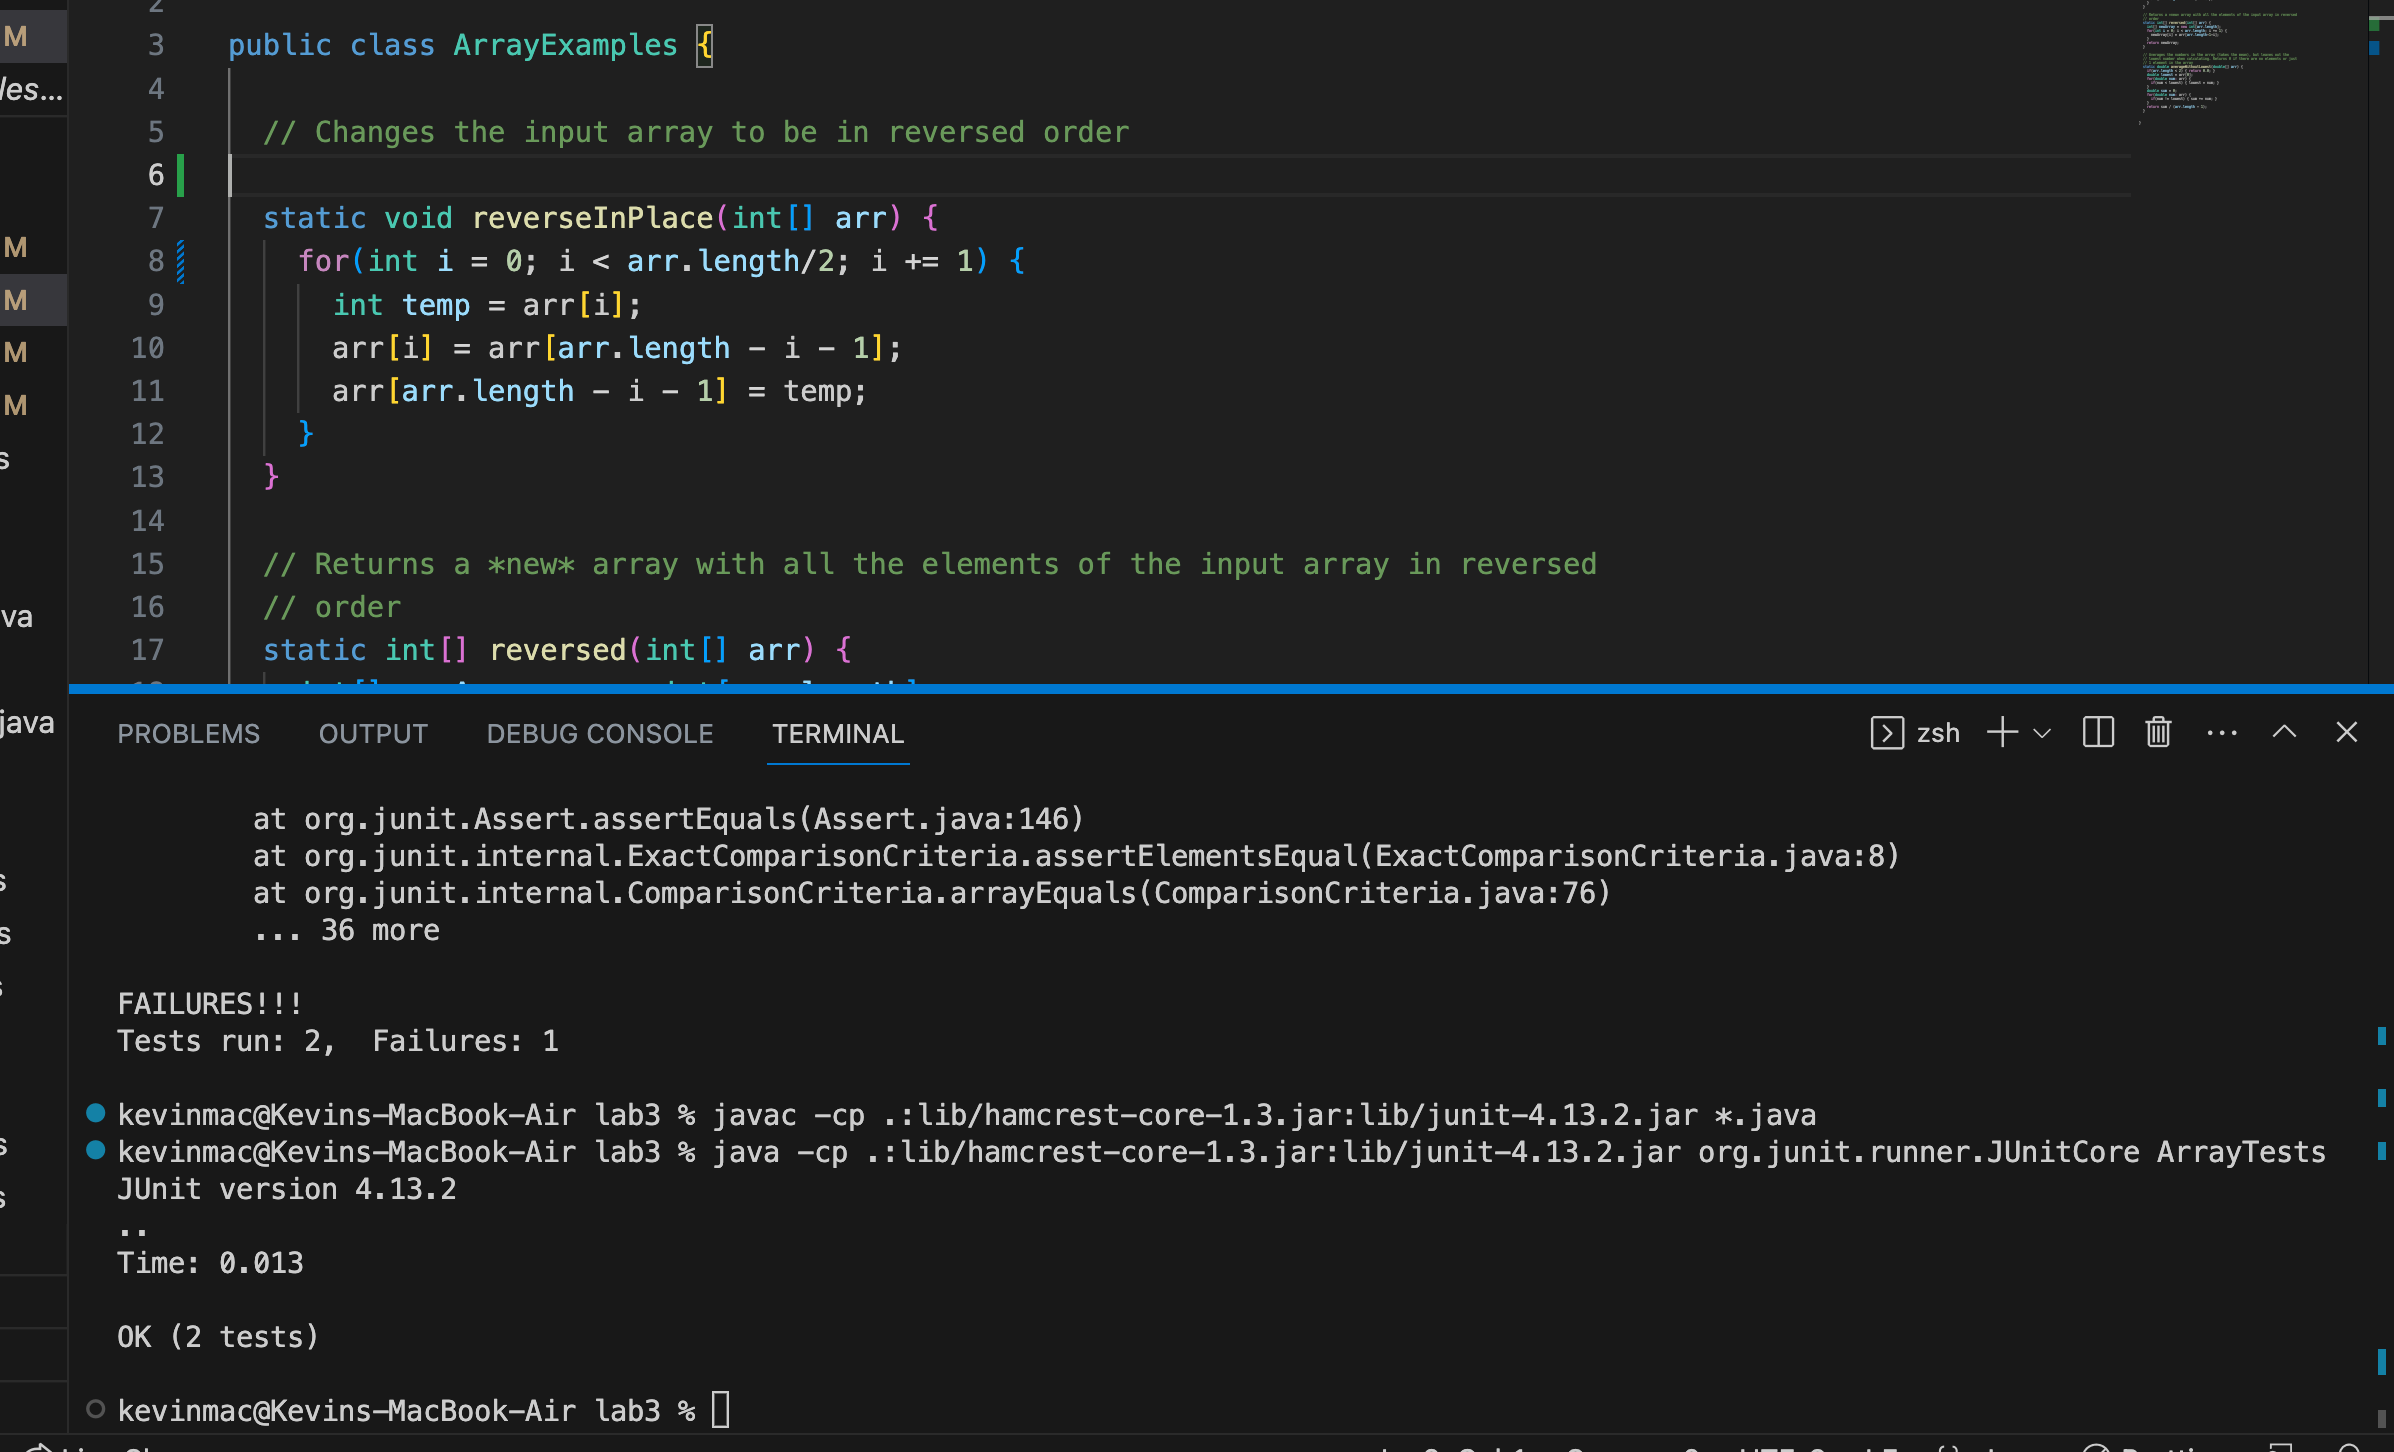 M
les...
M
M
M
M
s
va
java
s
s
s
s
s
2
3 public class ArrayExamples {
4
5 // Changes the input array to be in reversed order
6
7 static void reverseInPlace(int[] arr) {
8 for(int i = 0; i < arr.length/2; i += 1) {
9 int temp = arr[i];
10 arr[i] = arr[arr.length - i - 1];
11 arr[arr.length - i - 1] = temp;
12 }
13 }
14
15 // Returns a *new* array with all the elements of the input array in reversed
16 // order
17 static int[] reversed(int[] arr) {
PROBLEMS OUTPUT DEBUG CONSOLE TERMINAL zsh
at org.junit.Assert.assertEquals(Assert.java:146)
at org.junit.internal.ExactComparisonCriteria.assertElementsEqual(ExactComparisonCriteria.java:8)
at org.junit.internal.ComparisonCriteria.arrayEquals(ComparisonCriteria.java:76)
... 36 more
FAILURES!!!
Tests run: 2,  Failures: 1
kevinmac@Kevins-MacBook-Air lab3 % javac -cp .:lib/hamcrest-core-1.3.jar:lib/junit-4.13.2.jar *.java
kevinmac@Kevins-MacBook-Air lab3 % java -cp .:lib/hamcrest-core-1.3.jar:lib/junit-4.13.2.jar org.junit.runner.JUnitCore ArrayTests
JUnit version 4.13.2
..
Time: 0.013
OK (2 tests)
kevinmac@Kevins-MacBook-Air lab3 %